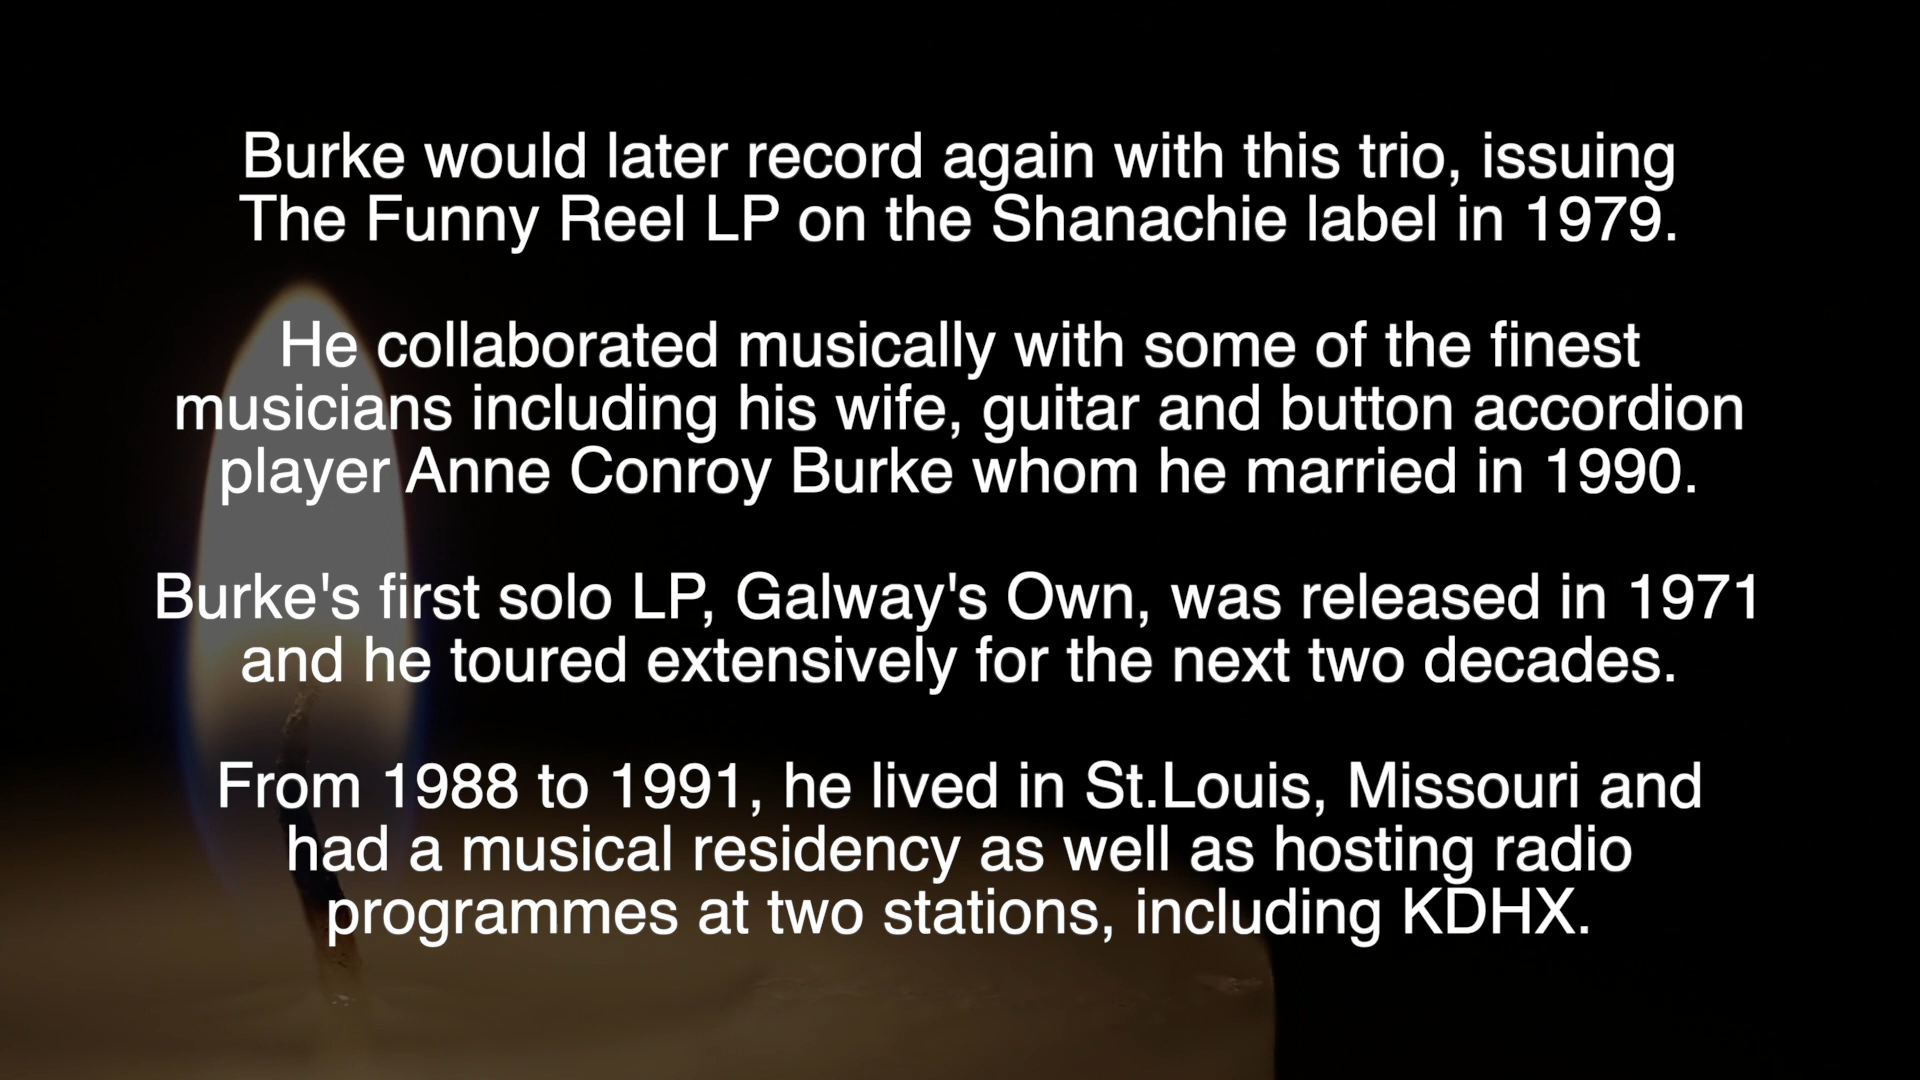 Burke would later record again with this trio, issuing
The Funny Reel LP on the Shanachie label in 1979.
He collaborated musically with some of the finest
musicians including his wife, guitar and button accordion
player Anne Conroy Burke whom he married in 1990.
Burke's first solo LP, Galway's Own, was released in 1971
and he toured extensively for the next two decades.
From 1988 to 1991, he lived in St.Louis, Missouri and
had a musical residency as well as hosting radio
programmes at two stations, including KDHX.